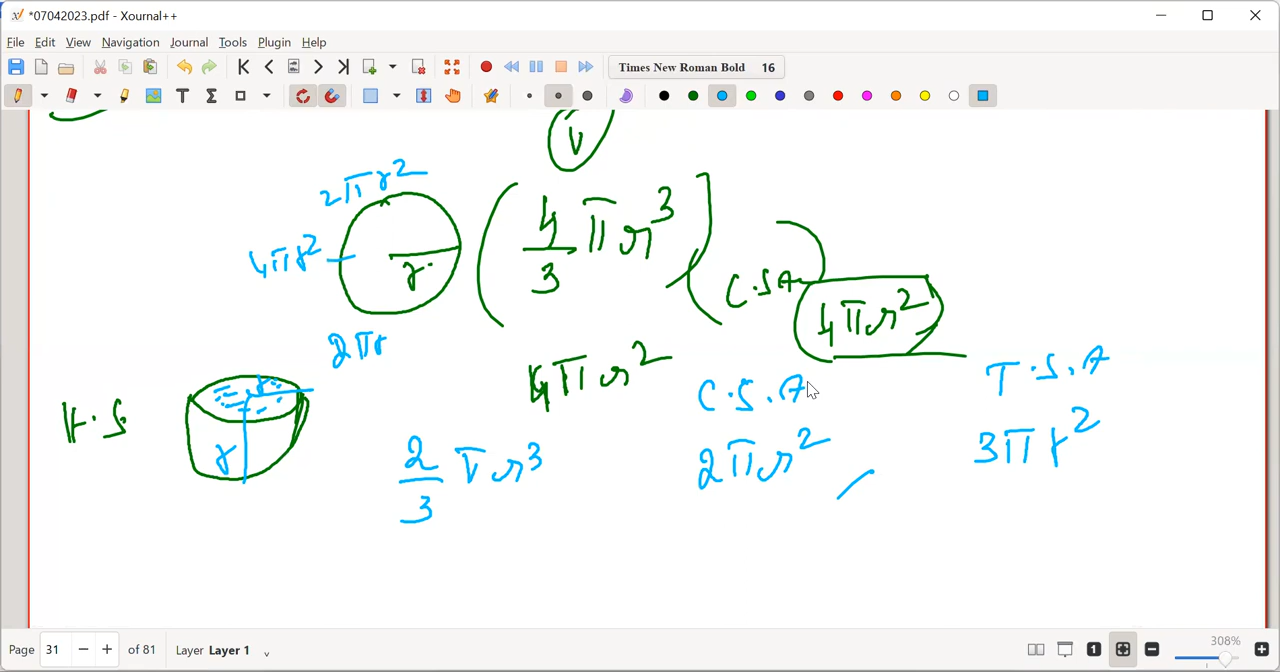 *07042023.pdf - Xournal++
File Edit View Navigation Journal Tools Plugin Help
Times New Roman Bold 16
V
2πr²
4πr²
r
4/3 πr³
C.S.A
4πr²
2πr
4πr²
C.S.A
T.S.A
H.S
r
r
2/3 πr³
2πr²
3πr²
Page 31 of 81 Layer Layer 1
1
308%